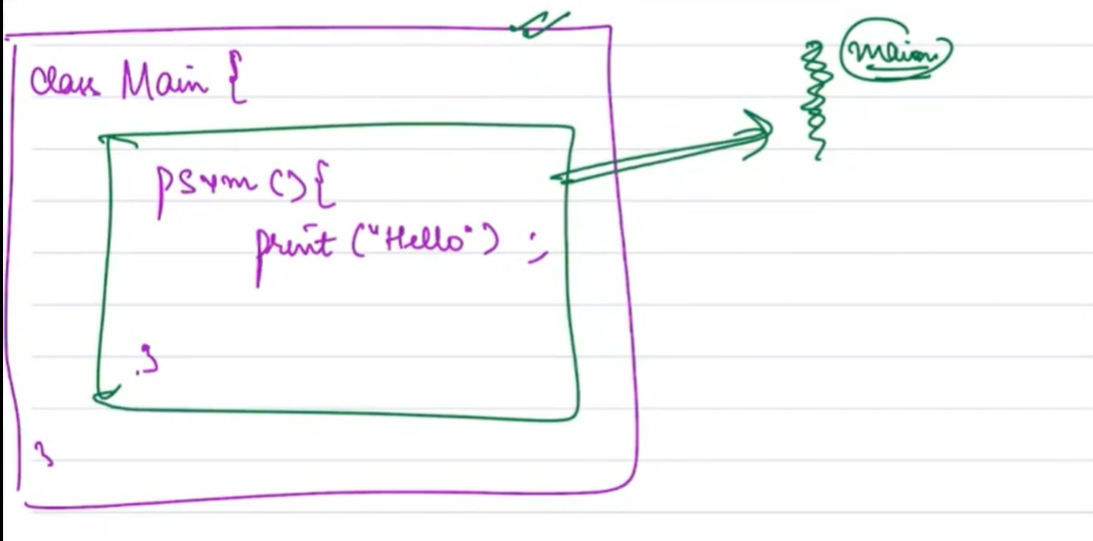 class Main {
main
psvm () {
print ("Hello") ;
}
}